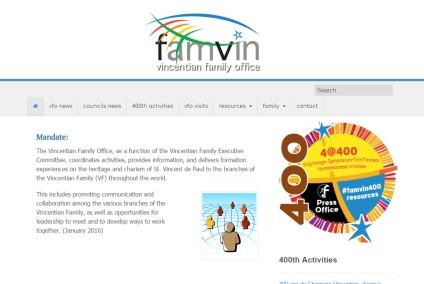 famvin
vincentian family office
Search...
vfo news
councils news
400th activities
vfo visits
resources
family
contact
Mandate:
The Vincentian Family Office, as a function of the Vincentian Family Executive
Committee, coordinates activities, provides information, and delivers formation
experiences on the heritage and charism of St. Vincent de Paul to the branches of
the Vincentian Family (VF) throughout the world.
This includes promoting communication and
collaboration among the various branches of the
Vincentian Family, as well as opportunities for
leadership to meet and to develop ways to work
together. (January 2016)
400
4@400
Pilgrimage-Symposium-Film Festival
Homelessness Initiative
Press
Office
#famvin400
resources
400th Activities